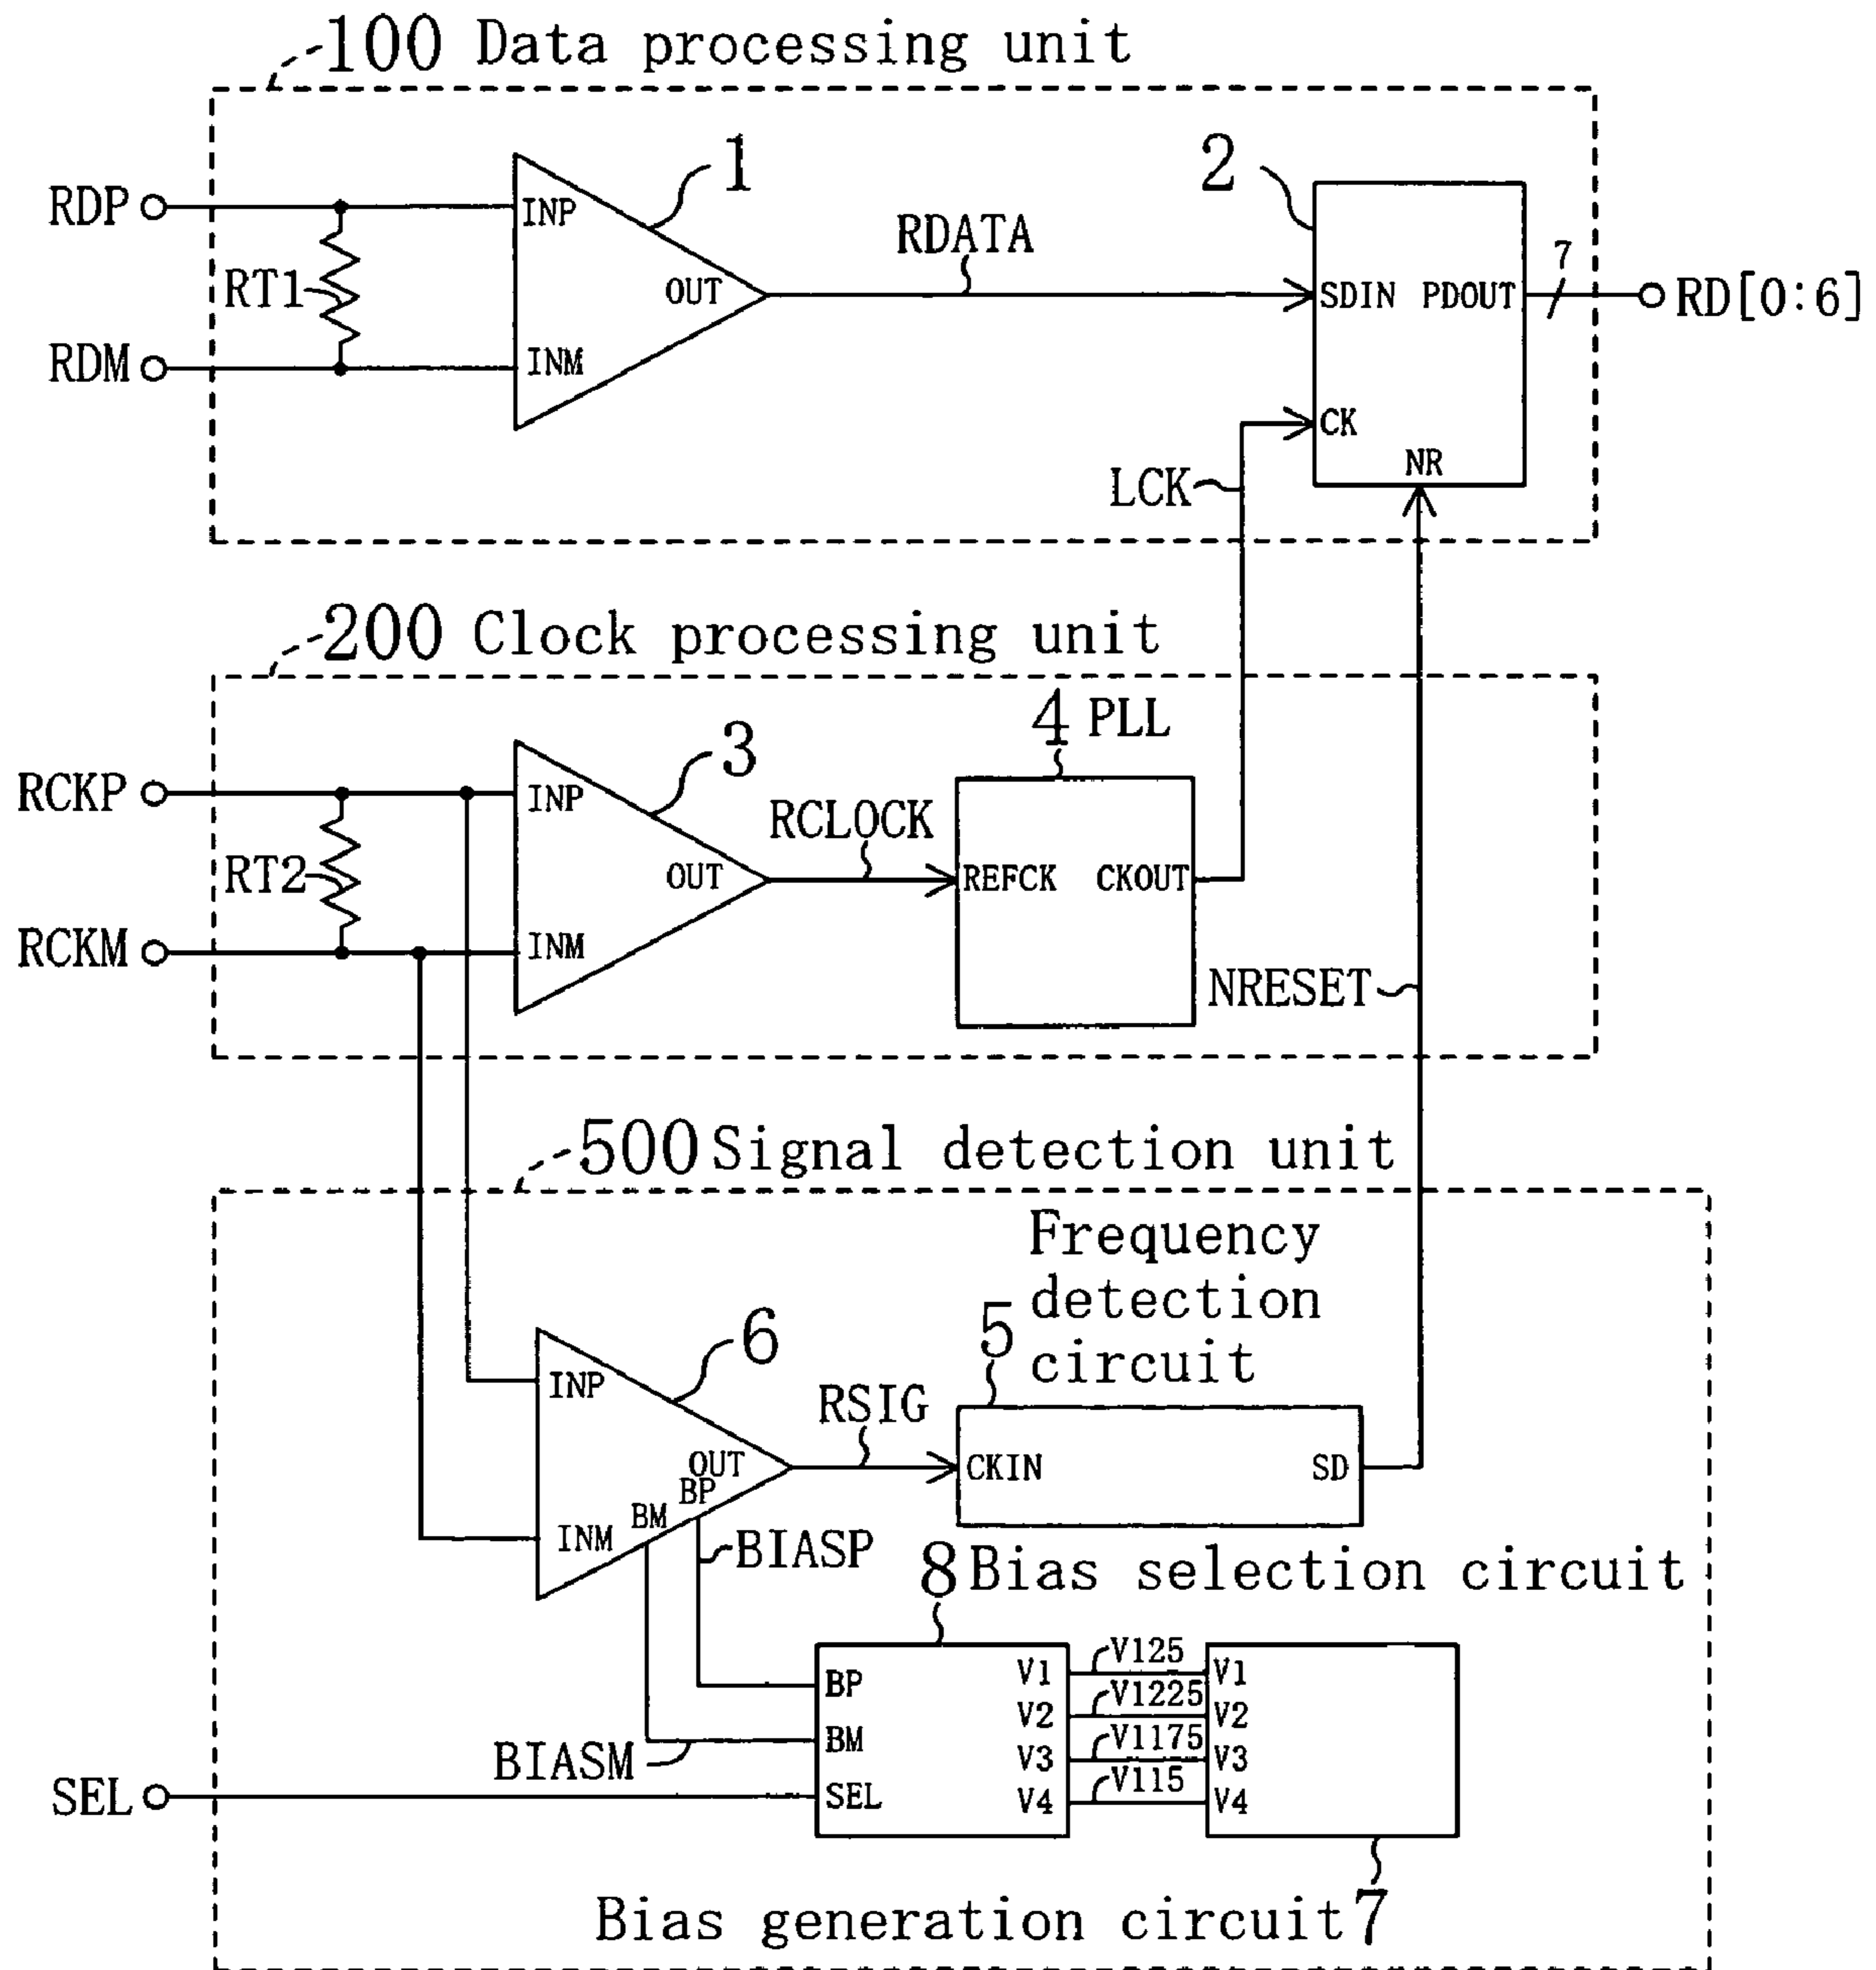 100 Data processing unit
RDP
INP
1
2
RT1
OUT
RDATA
SDIN PDOUT
7
RD[0:6]
RDM
INM
CK
LCK
NR
200 Clock processing unit
4 PLL
RCKP
INP
3
RT2
OUT
RCLOCK
REFCK CKOUT
RCKM
INM
NRESET
500 Signal detection unit
Frequency
detection
circuit
5
6
INP
RSIG
OUT
BP
BM
INM
CKIN SD
BIASP
8 Bias selection circuit
BP
BM
SEL
V1
V2
V3
V4
V125
V1225
V1175
V115
V1
V2
V3
V4
BIASM
SEL
Bias generation circuit 7